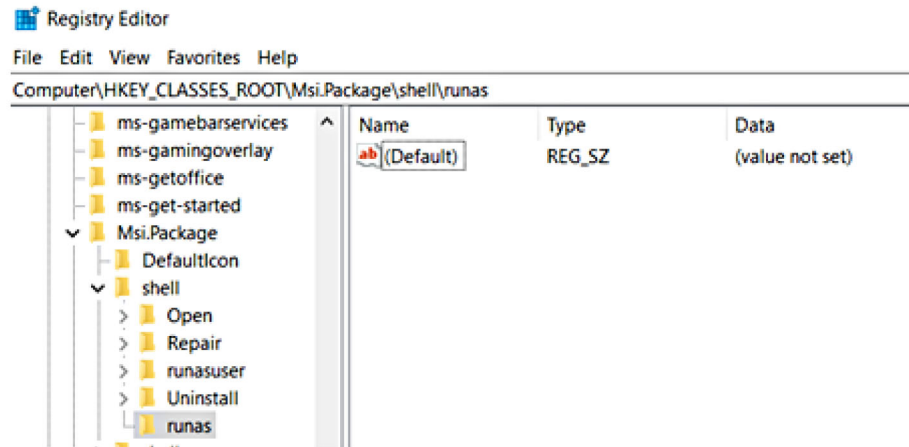 Registry Editor
File Edit View Favorites Help
Computer\HKEY_CLASSES_ROOT\Msi.Package\shell\runas
ms-gamebarservices
ms-gamingoverlay
ms-getoffice
ms-get-started
Msi.Package
DefaultIcon
shell
Open
Repair
runasuser
Uninstall
runas
Name Type Data
ab (Default) REG_SZ (value not set)